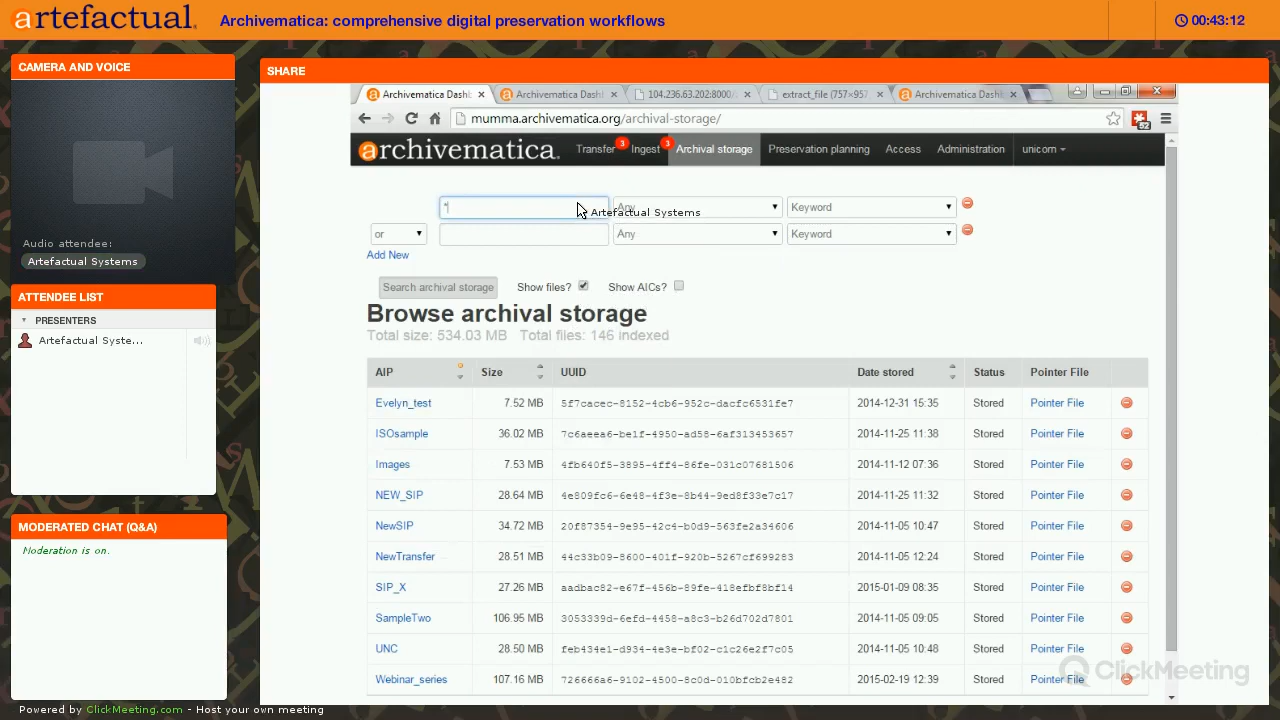 artefactual.
Archivematica: comprehensive digital preservation workflows
00:43:12
CAMERA AND VOICE
SHARE
Archivematica Dash
Archivematica Dashb
104.236.63.202:8000/
extract_file (757×957
Archivematica Dashb
mumma.archivematica.org/archival-storage/
52
archivematica.
Transfer 3
Ingest 3
Archival storage
Preservation planning
Access
Administration
unicorn
*
Any
Keyword
Artefactual Systems
or
Any
Keyword
Add New
Audio attendee:
Artefactual Systems
Search archival storage
Show files?
Show AICs?
ATTENDEE LIST
PRESENTERS
Artefactual Syste...
Browse archival storage
Total size: 534.03 MB Total files: 146 indexed
AIP Size UUID Date stored Status Pointer File
Evelyn_test 7.52 MB 5f7cacec-8152-4cb6-952c-dacfc6531fe7 2014-12-31 15:35 Stored Pointer File
ISOsample 36.02 MB 7c6aeea6-be1f-4950-ad58-6af313453657 2014-11-25 11:38 Stored Pointer File
Images 7.53 MB 4fb640f5-3895-4ff4-86fe-031c07681506 2014-11-12 07:36 Stored Pointer File
NEW_SIP 28.64 MB 4e809fc6-6e48-4f3e-8b44-9ed8f33e7c17 2014-11-25 11:32 Stored Pointer File
NewSIP 34.72 MB 20f87354-9e95-42c4-b0d9-563fe2a34606 2014-11-05 10:47 Stored Pointer File
NewTransfer 28.51 MB 44c33b09-8600-401f-920b-5267cf699283 2014-11-05 12:24 Stored Pointer File
SIP_X 27.26 MB aadbac82-e67f-456b-89fe-418efbf8bf14 2015-01-09 08:35 Stored Pointer File
SampleTwo 106.95 MB 3053339d-6efd-4458-a8c3-b26d702d7801 2014-11-05 09:05 Stored Pointer File
UNC 28.50 MB feb434e1-d934-4e3e-bf02-c1c26e2f7c05 2014-11-05 10:48 Stored Pointer File
Webinar_series 107.16 MB 726666a6-9102-4500-8c0d-010bfcb2e482 2015-02-19 12:39 Stored Pointer File
MODERATED CHAT (Q&A)
Moderation is on.
ClickMeeting
Powered by ClickMeeting.com - Host your own meeting